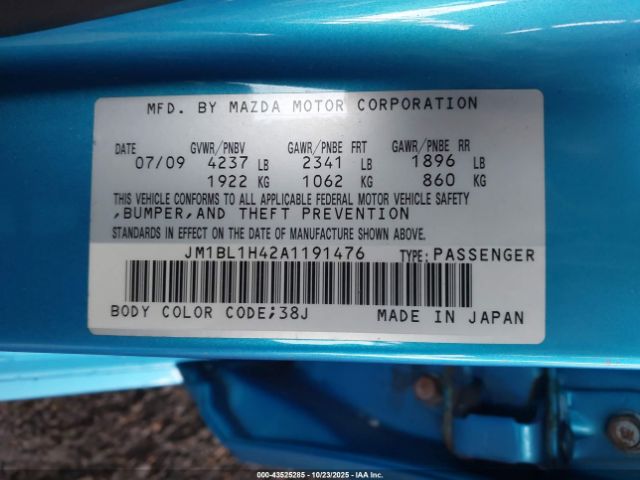 MFD. BY MAZDA MOTOR CORPORATION
DATE GVWR/PNBV GAWR/PNBE FRT GAWR/PNBE RR
07/09 4237 LB 2341 LB 1896 LB
1922 KG 1062 KG 860 KG
THIS VEHICLE CONFORMS TO ALL APPLICABLE FEDERAL MOTOR VEHICLE SAFETY
,BUMPER,AND THEFT PREVENTION
STANDARDS IN EFFECT ON THE DATE OF MANUFACTURE SHOWN ABOVE.
JM1BL1H42A1191476 TYPE:PASSENGER
BODY COLOR CODE;38J MADE IN JAPAN
000-43525285 - 10/23/2025 - IAA Inc.